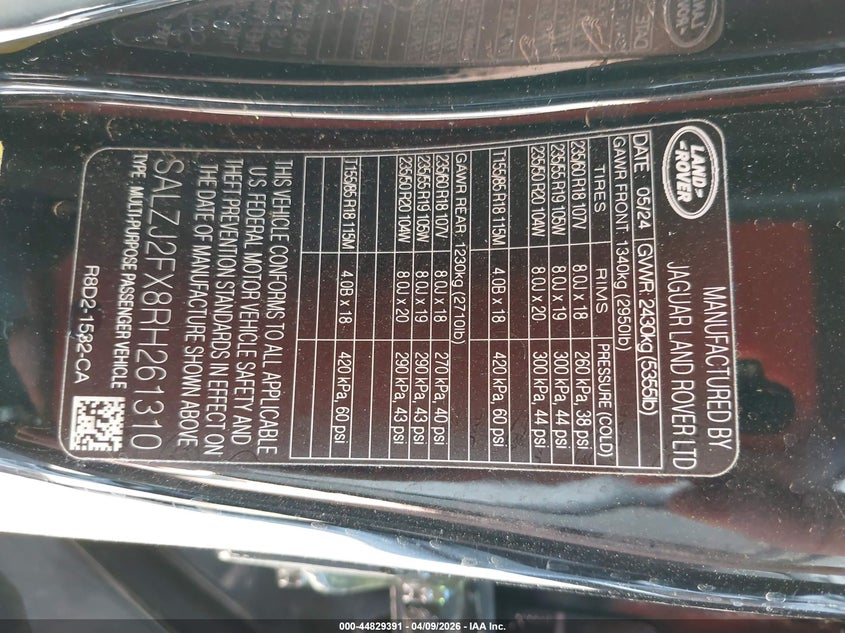 LAND-
ROVER
MANUFACTURED BY:
JAGUAR LAND ROVER LTD
DATE 05/24 GVWR 2430kg (5355lb)
GAWR FRONT: 1340kg (2950lb)
TIRES RIMS PRESSURE (COLD)
235/60 R18 107V 8.0J x 18 260 kPa, 38 psi
235/55 R19 105W 8.0J x 19 300 kPa, 44 psi
235/50 R20 104W 8.0J x 20 300 kPa, 44 psi
T155/85 R18 115M 4.0B x 18 420 kPa, 60 psi
GAWR REAR: 1230kg (2710lb)
235/60 R18 107V 8.0J x 18 270 kPa, 40 psi
235/55 R19 105W 8.0J x 19 290 kPa, 43 psi
235/50 R20 104W 8.0J x 20 290 kPa, 43 psi
T155/85 R18 115M 4.0B x 18 420 kPa, 60 psi
THIS VEHICLE CONFORMS TO ALL APPLICABLE
U.S. FEDERAL MOTOR VEHICLE SAFETY AND
THEFT PREVENTION STANDARDS IN EFFECT ON
THE DATE OF MANUFACTURE SHOWN ABOVE.
SALZJ2FX8RH261310
TYPE: MULTI-PURPOSE PASSENGER VEHICLE
R8D2-1532-CA
000-44829391 - 04/09/2026 - IAA Inc.